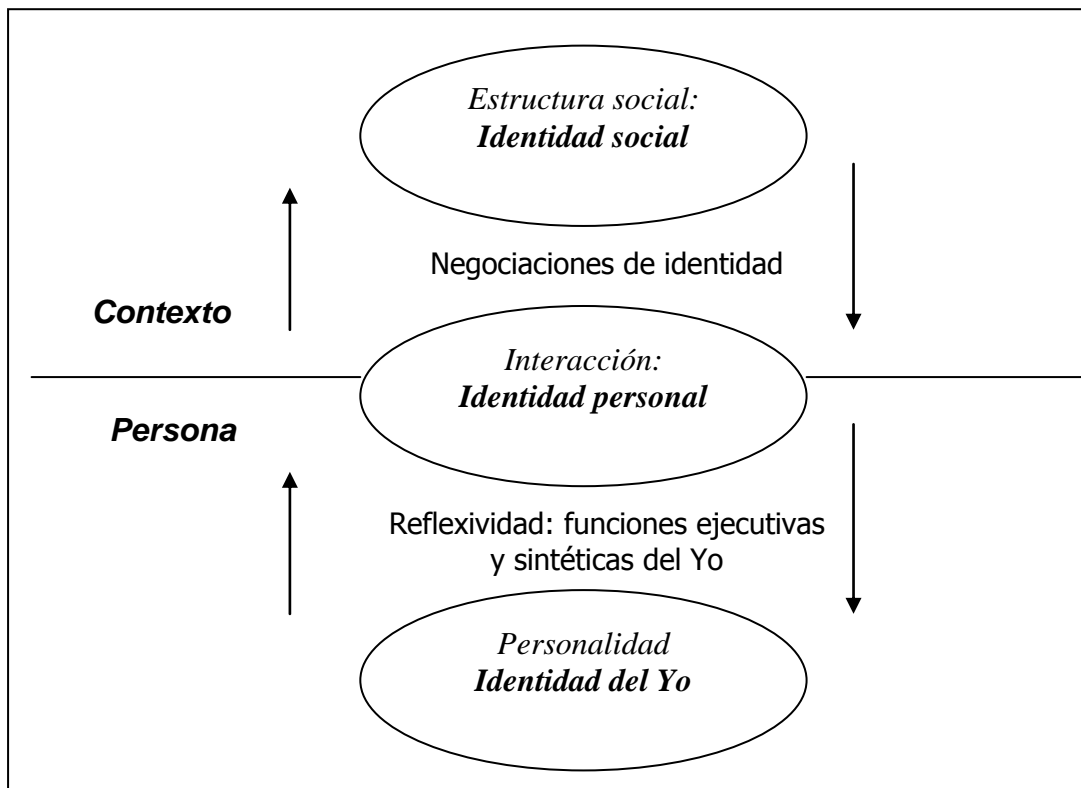 Estructura social:
Identidad social
Negociaciones de identidad
Contexto
Interacción:
Identidad personal
Persona
Reflexividad: funciones ejecutivas
y sintéticas del Yo
Personalidad
Identidad del Yo